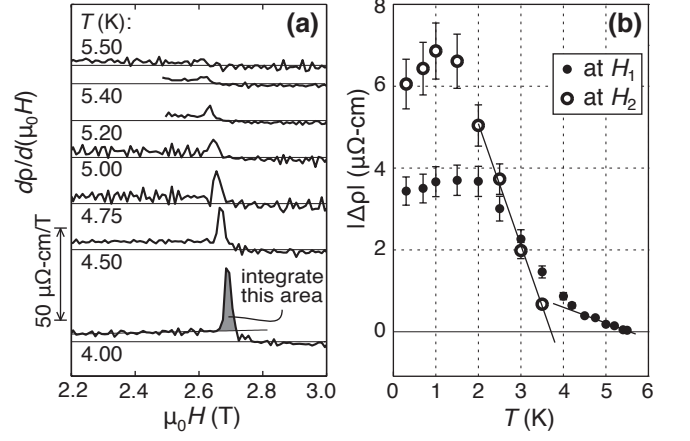 T (K):
(a)
5.50
5.40
5.20
5.00
4.75
4.50
4.00
integrate
this area
dρ/d(μ₀H)
50 μΩ-cm/T
2.2 2.4 2.6 2.8 3.0
μ₀H (T)
(b)
at H₁
at H₂
|Δρ| (μΩ-cm)
8
6
4
2
0
0 1 2 3 4 5 6
T (K)